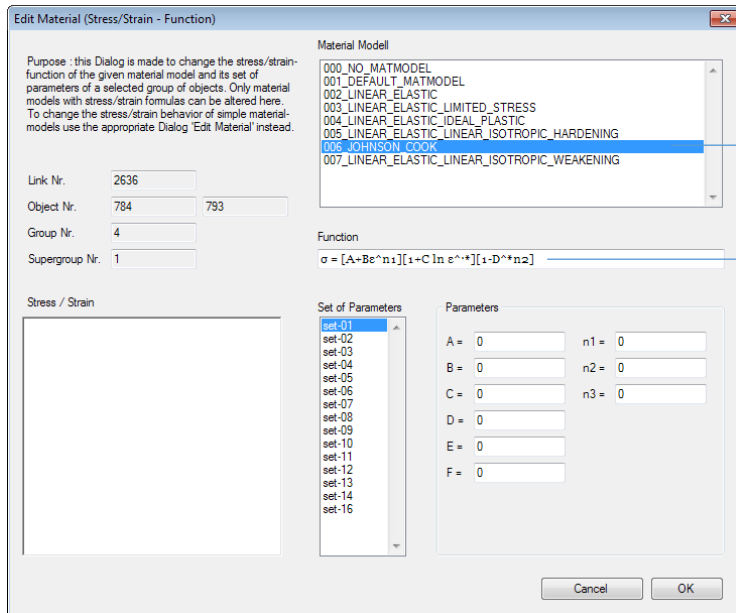 Edit Material (Stress/Strain - Function)
Purpose : this Dialog is made to change the stress/strain-
function of the given material model and its set of
parameters of a selected group of objects. Only material
models with stress/strain formulas can be altered here.
To change the stress/strain behavior of simple material-
models use the appropriate Dialog 'Edit Material' instead.
Material Modell
000_NO_MATMODEL
001_DEFAULT_MATMODEL
002_LINEAR_ELASTIC
003_LINEAR_ELASTIC_LIMITED_STRESS
004_LINEAR_ELASTIC_IDEAL_PLASTIC
005_LINEAR_ELASTIC_LINEAR_ISOTROPIC_HARDENING
006_JOHNSON_COOK
007_LINEAR_ELASTIC_LINEAR_ISOTROPIC_WEAKENING
Link Nr. 2636
Object Nr. 784 793
Group Nr. 4
Supergroup Nr. 1
Function
σ = [A+Bε^n1][1+C ln ε^·*][1-D^*n2]
Stress / Strain
Set of Parameters
set-01
set-02
set-03
set-04
set-05
set-06
set-07
set-08
set-09
set-10
set-11
set-12
set-13
set-14
set-16
Parameters
A = 0 n1 = 0
B = 0 n2 = 0
C = 0 n3 = 0
D = 0
E = 0
F = 0
Cancel OK